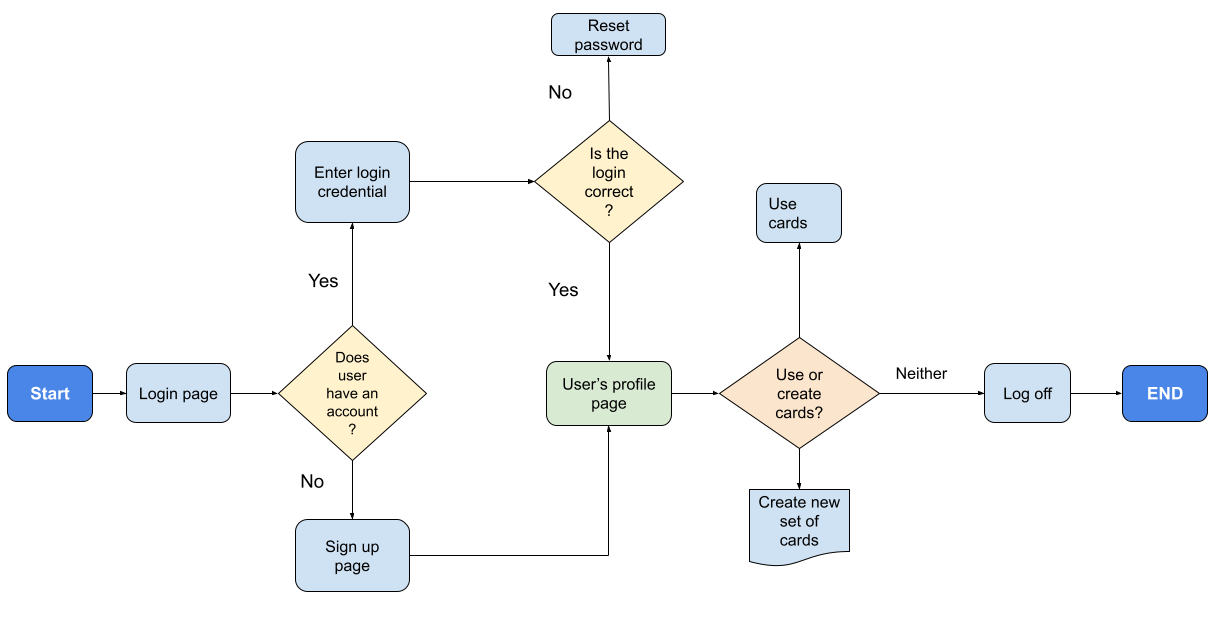 Reset
password
No
Is the
login
correct
?
Enter login
credential
Use
cards
Yes
Yes
Does
user
have an
account
?
Start
Login page
User's profile
page
Use or
create
cards?
Neither
Log off
END
No
Create new
set of
cards
Sign up
page